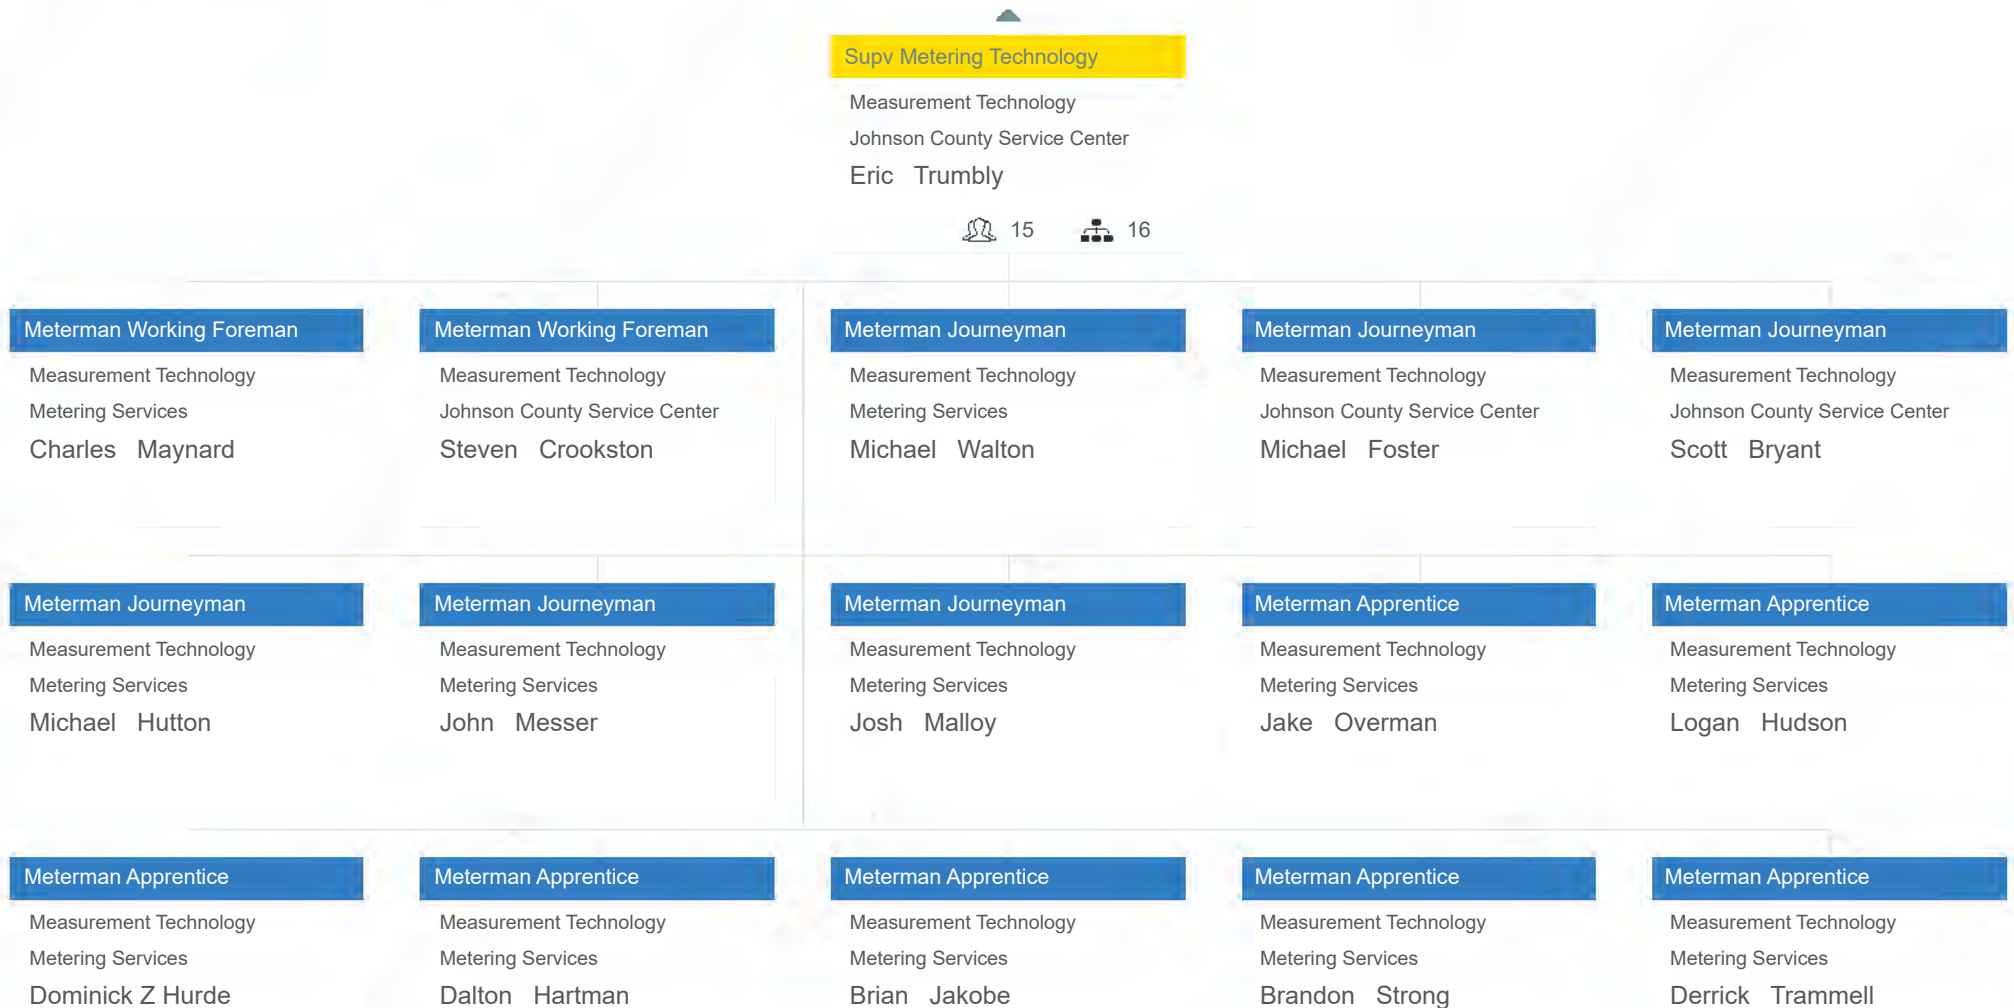 Supv Metering Technology
Measurement Technology
Johnson County Service Center
Eric Trumbly
15 16
Meterman Working Foreman
Measurement Technology
Metering Services
Charles Maynard
Meterman Working Foreman
Measurement Technology
Johnson County Service Center
Steven Crookston
Meterman Journeyman
Measurement Technology
Metering Services
Michael Walton
Meterman Journeyman
Measurement Technology
Johnson County Service Center
Michael Foster
Meterman Journeyman
Measurement Technology
Johnson County Service Center
Scott Bryant
Meterman Journeyman
Measurement Technology
Metering Services
Michael Hutton
Meterman Journeyman
Measurement Technology
Metering Services
John Messer
Meterman Journeyman
Measurement Technology
Metering Services
Josh Malloy
Meterman Apprentice
Measurement Technology
Metering Services
Jake Overman
Meterman Apprentice
Measurement Technology
Metering Services
Logan Hudson
Meterman Apprentice
Measurement Technology
Metering Services
Dominick Z Hurde
Meterman Apprentice
Measurement Technology
Metering Services
Dalton Hartman
Meterman Apprentice
Measurement Technology
Metering Services
Brian Jakobe
Meterman Apprentice
Measurement Technology
Metering Services
Brandon Strong
Meterman Apprentice
Measurement Technology
Metering Services
Derrick Trammell